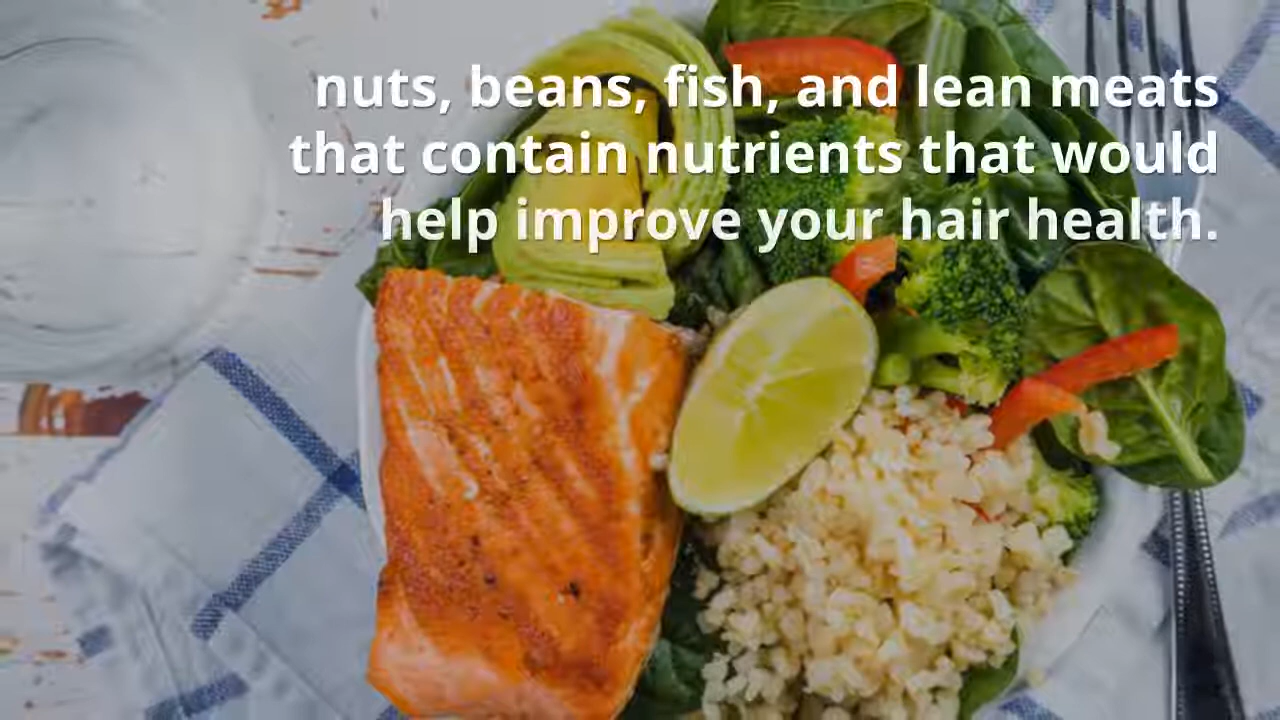 nuts, beans, fish, and lean meats
that contain nutrients that would
help improve your hair health.